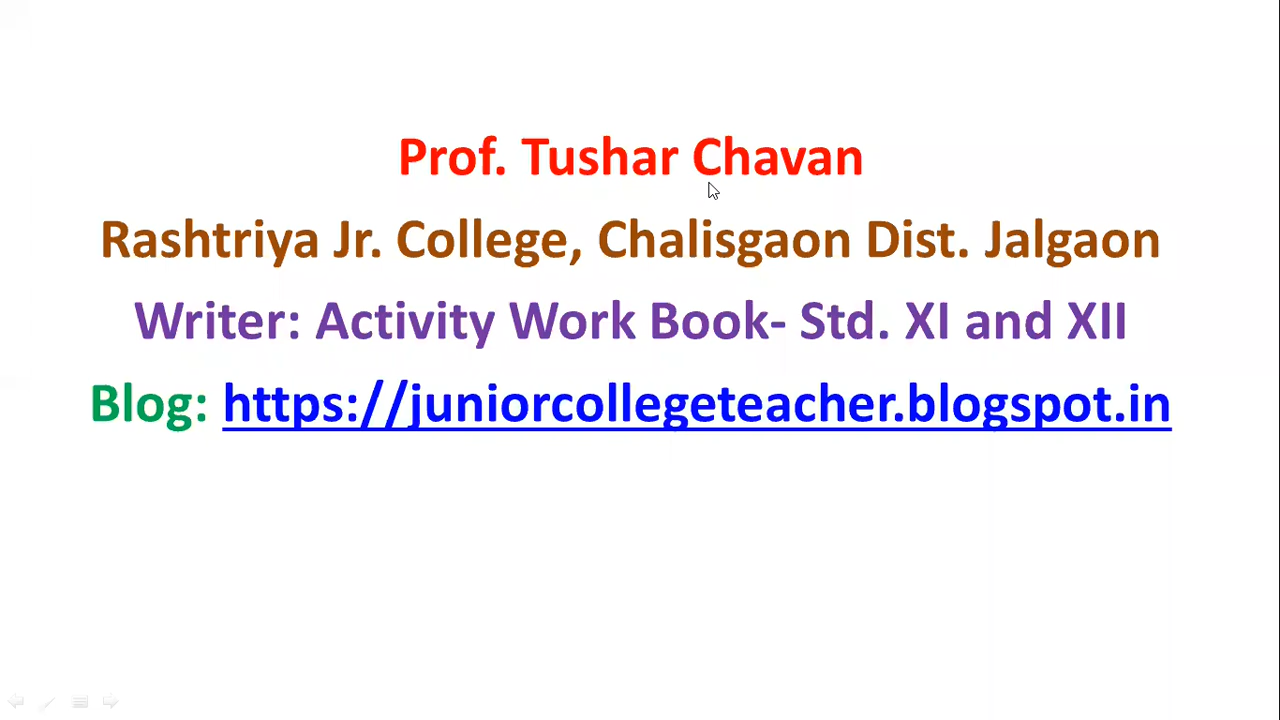 Prof. Tushar Chavan
Rashtriya Jr. College, Chalisgaon Dist. Jalgaon
Writer: Activity Work Book- Std. XI and XII
Blog: https://juniorcollegeteacher.blogspot.in